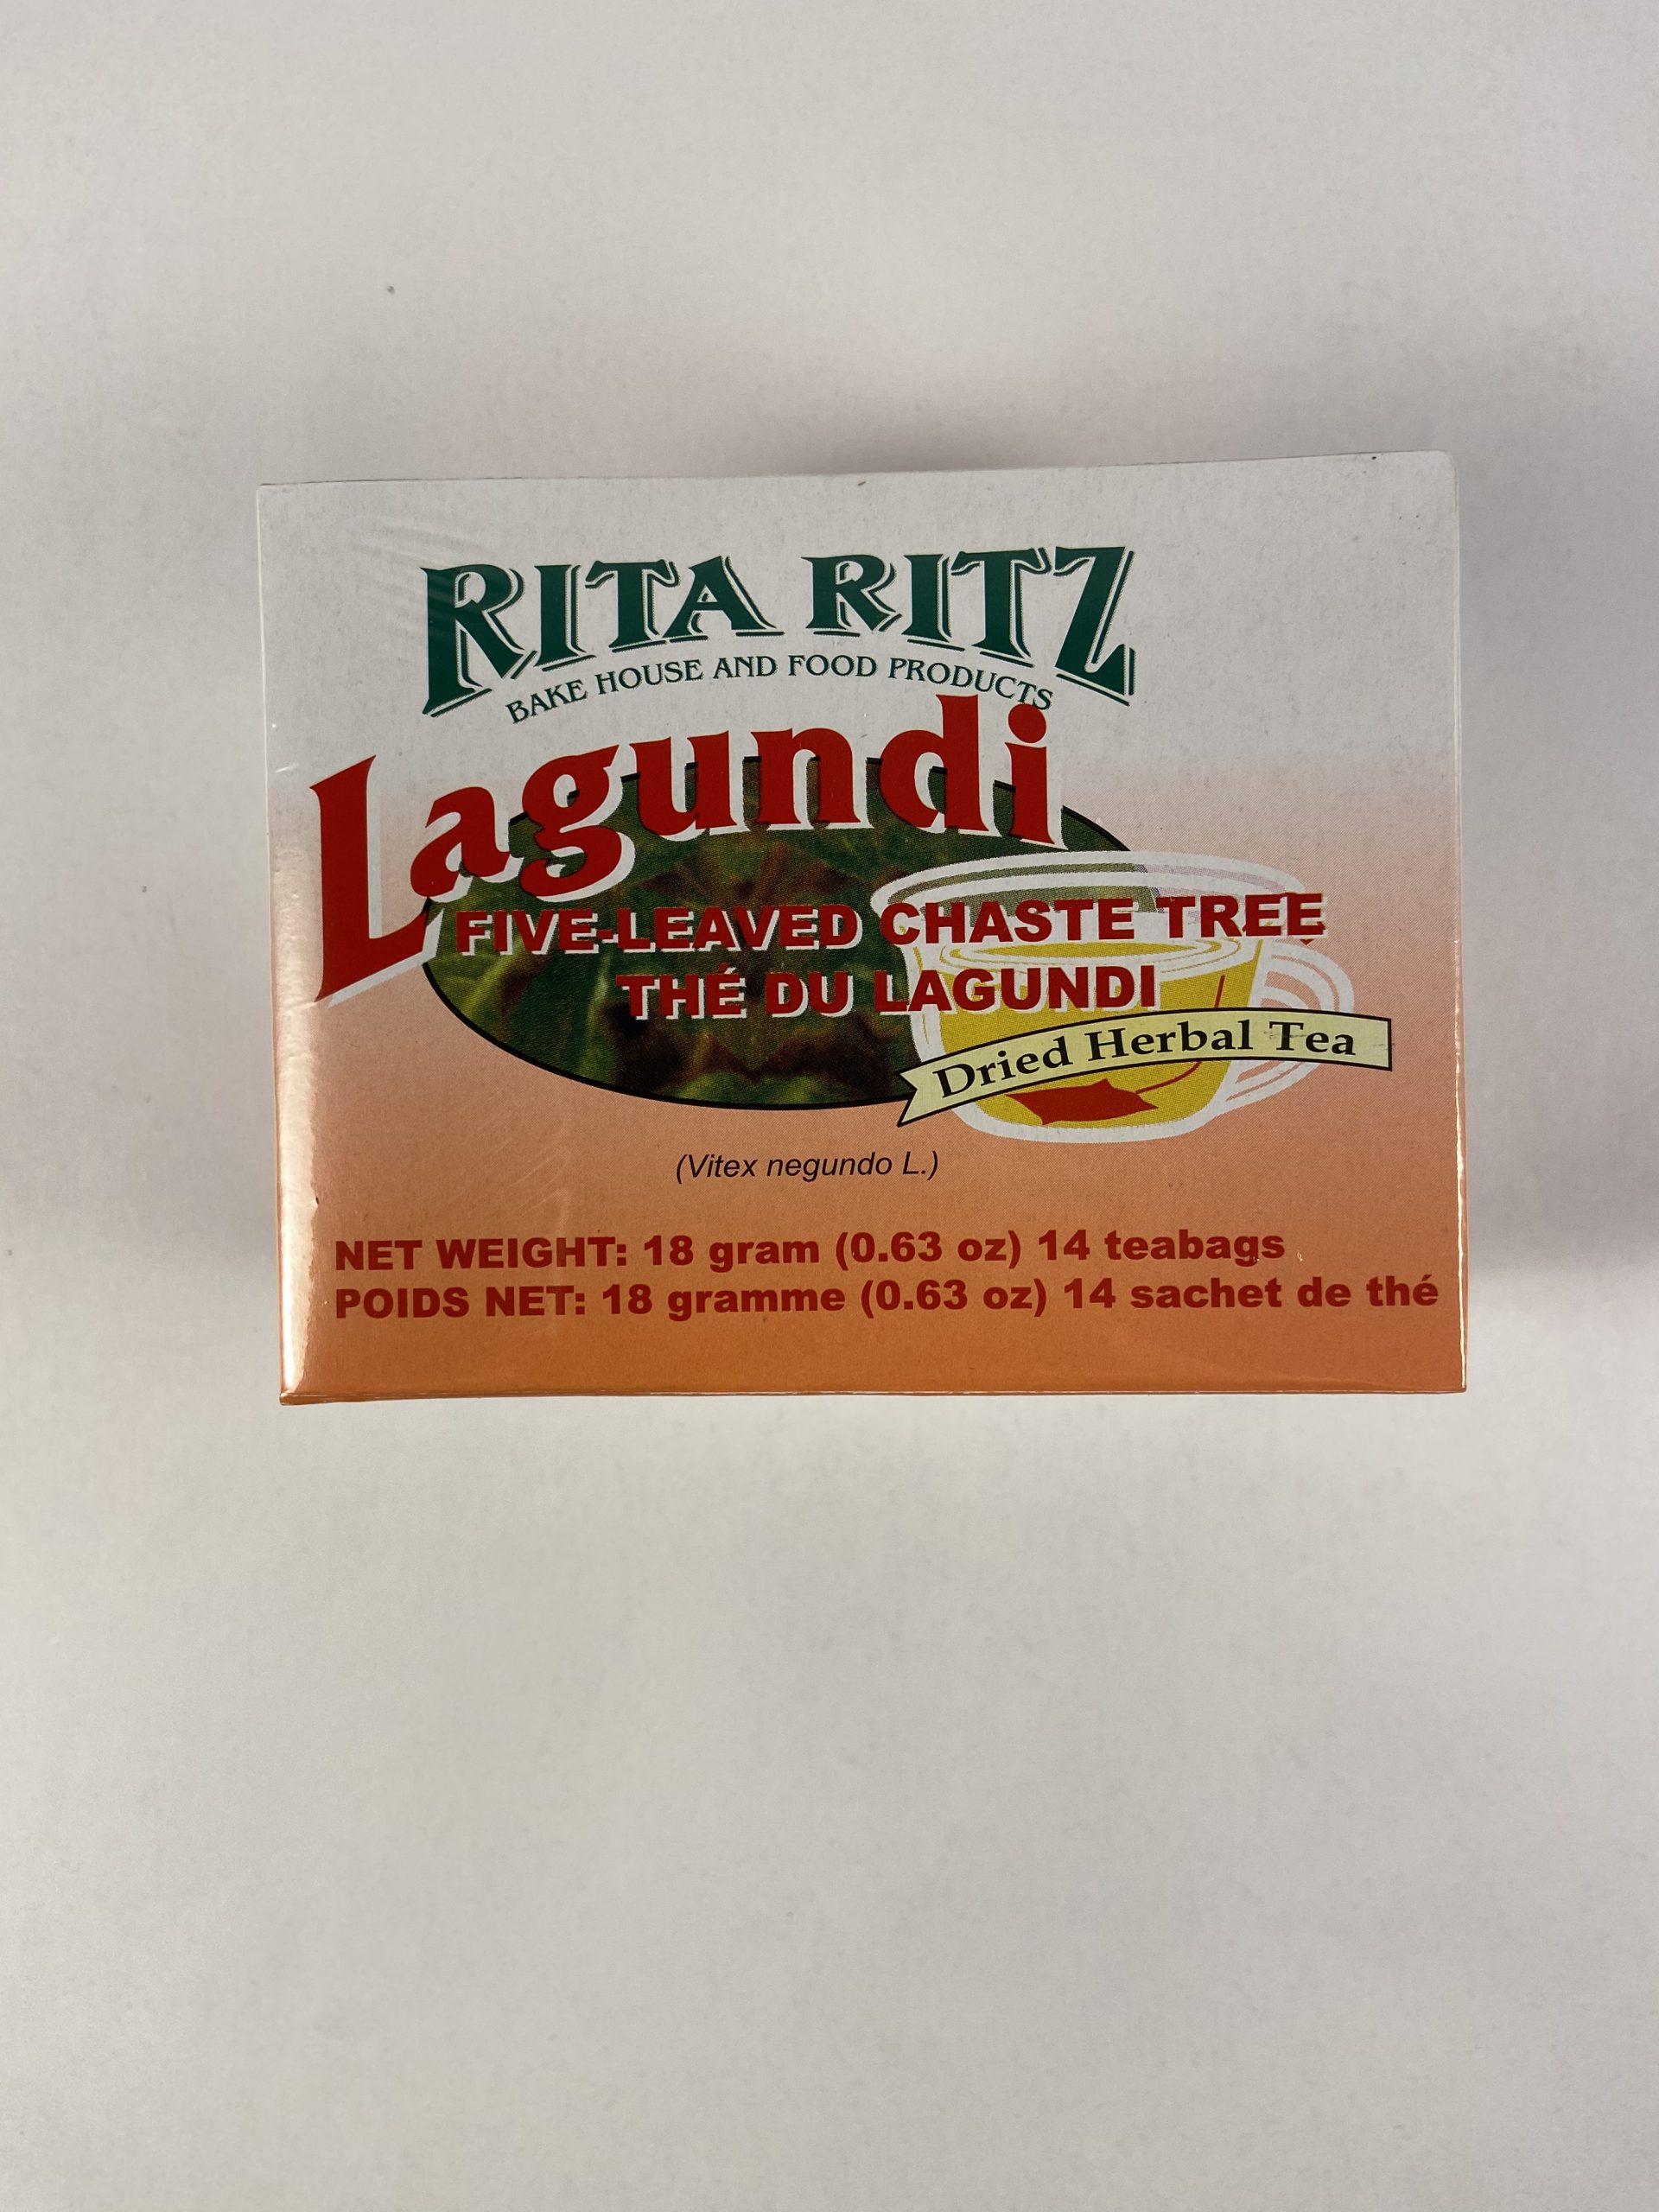 RITA RITZ
BAKE HOUSE AND FOOD PRODUCTS
Lagundi
FIVE-LEAVED CHASTE TREE
THÉ DU LAGUNDI
Dried Herbal Tea
(Vitex negundo L.)
NET WEIGHT: 18 gram (0.63 oz) 14 teabags
POIDS NET: 18 gramme (0.63 oz) 14 sachet de thé